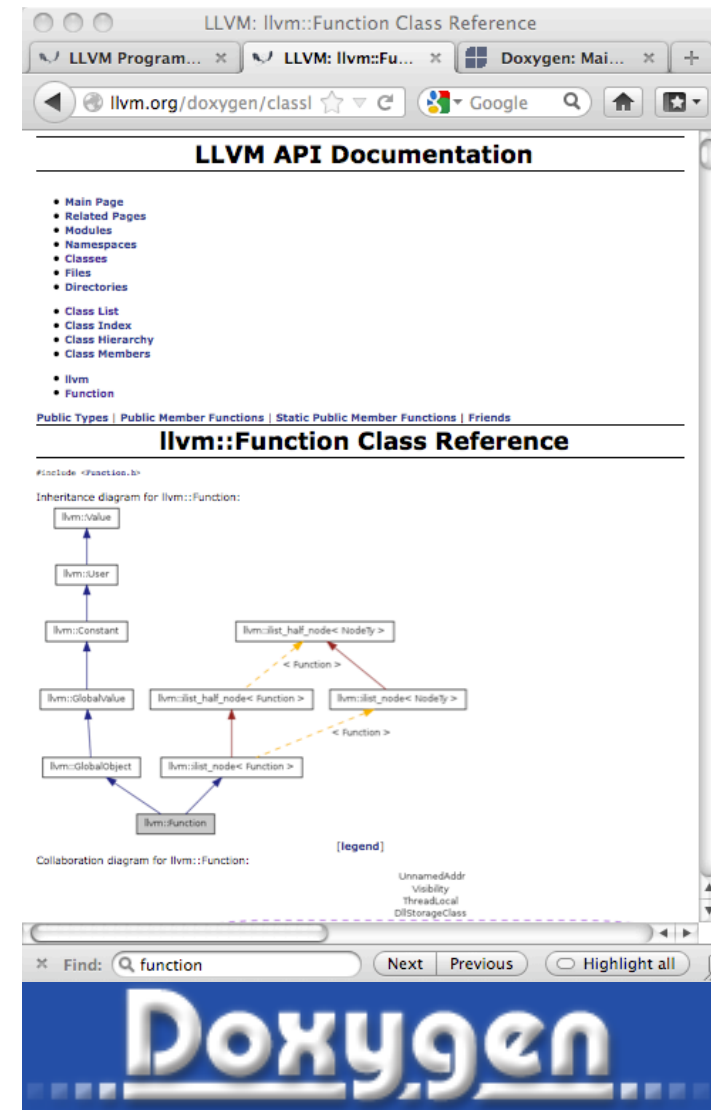 LLVM: llvm::Function Class Reference
LLVM Program... × LLVM: llvm::Fu... × Doxygen: Mai... × +
llvm.org/doxygen/classl Google
LLVM API Documentation
• Main Page
• Related Pages
• Modules
• Namespaces
• Classes
• Files
• Directories
• Class List
• Class Index
• Class Hierarchy
• Class Members
• llvm
• Function
Public Types | Public Member Functions | Static Public Member Functions | Friends
llvm::Function Class Reference
#include <Function.h>
Inheritance diagram for llvm::Function:
llvm::Value
llvm::User
llvm::Constant llvm::ilist_half_node< NodeTy >
< Function >
llvm::GlobalValue llvm::ilist_half_node< Function > llvm::ilist_node< NodeTy >
< Function >
llvm::GlobalObject llvm::ilist_node< Function >
llvm::Function
[legend]
Collaboration diagram for llvm::Function:
UnnamedAddr
Visibility
ThreadLocal
DllStorageClass
× Find: function Next Previous Highlight all
Doxygen